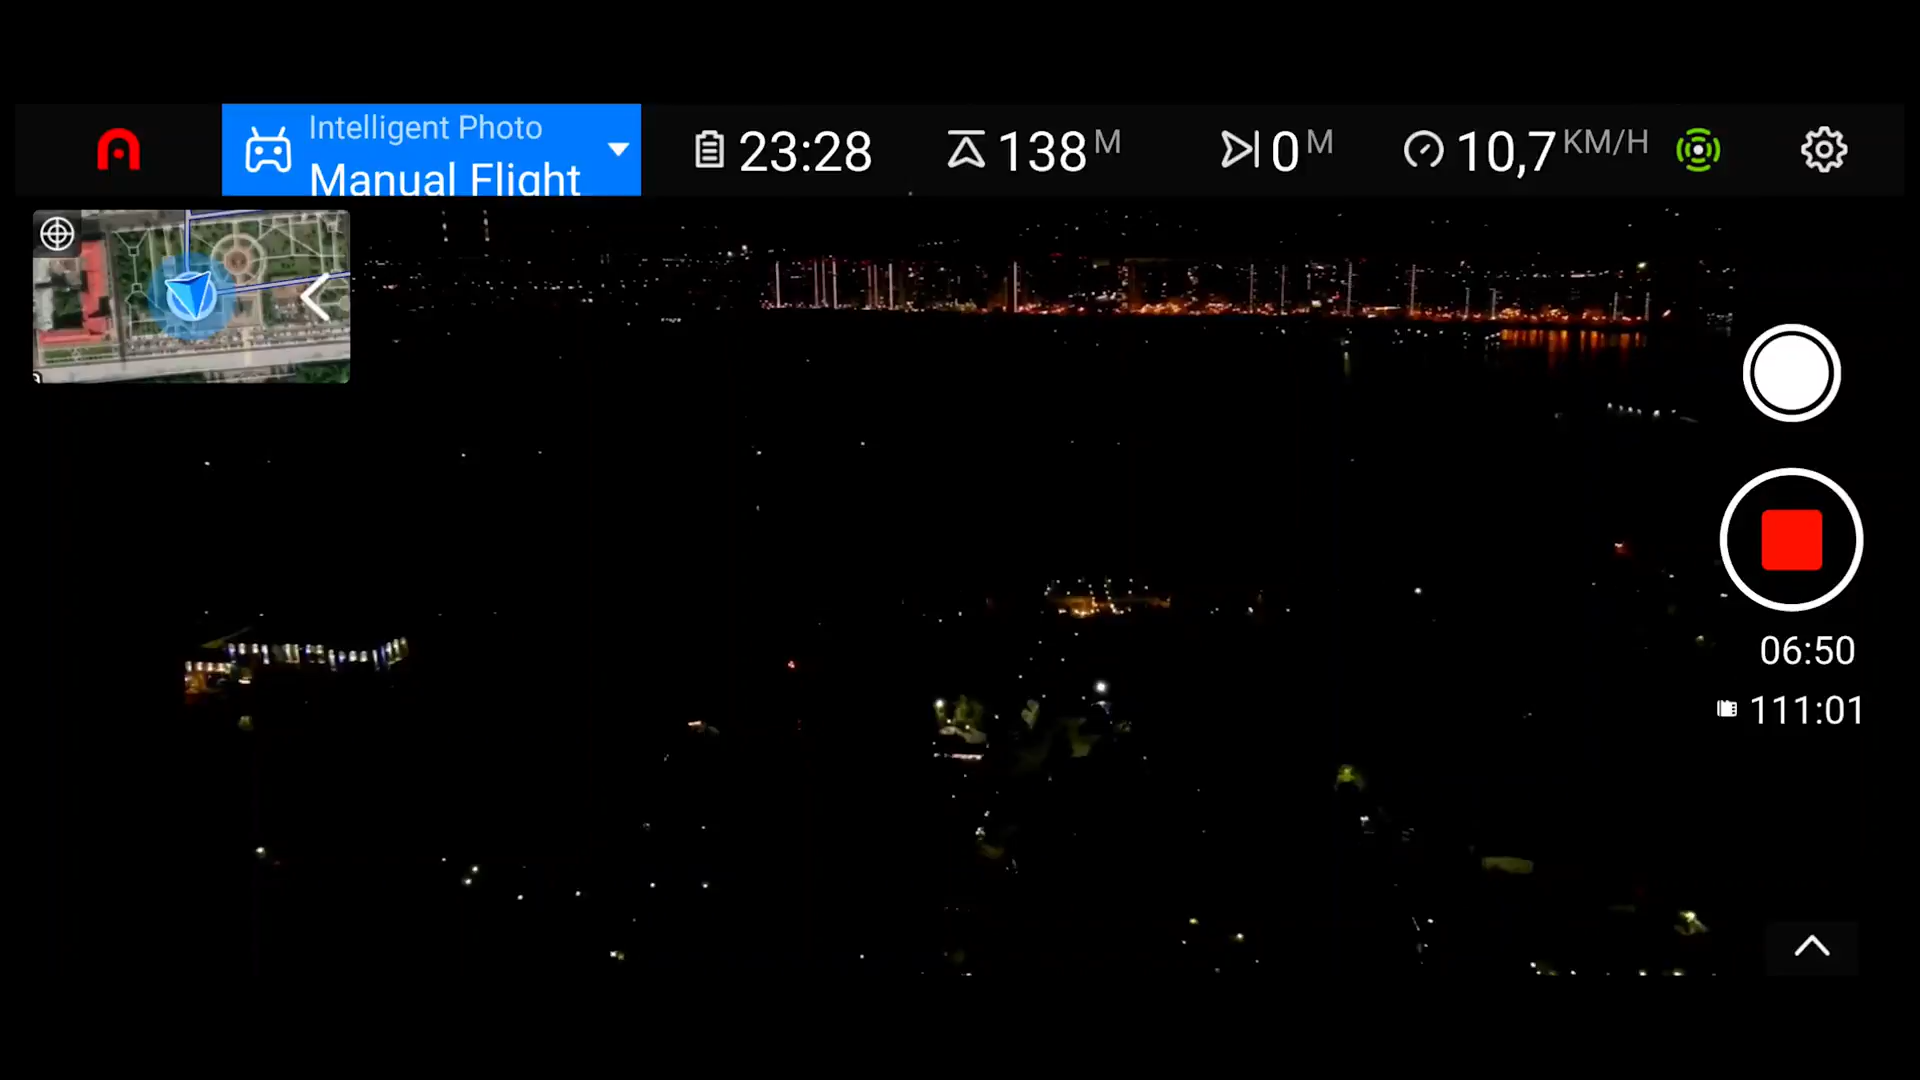 Intelligent Photo
Manual Flight
23:28
138 M
0 M
10,7 KM/H
06:50
111:01